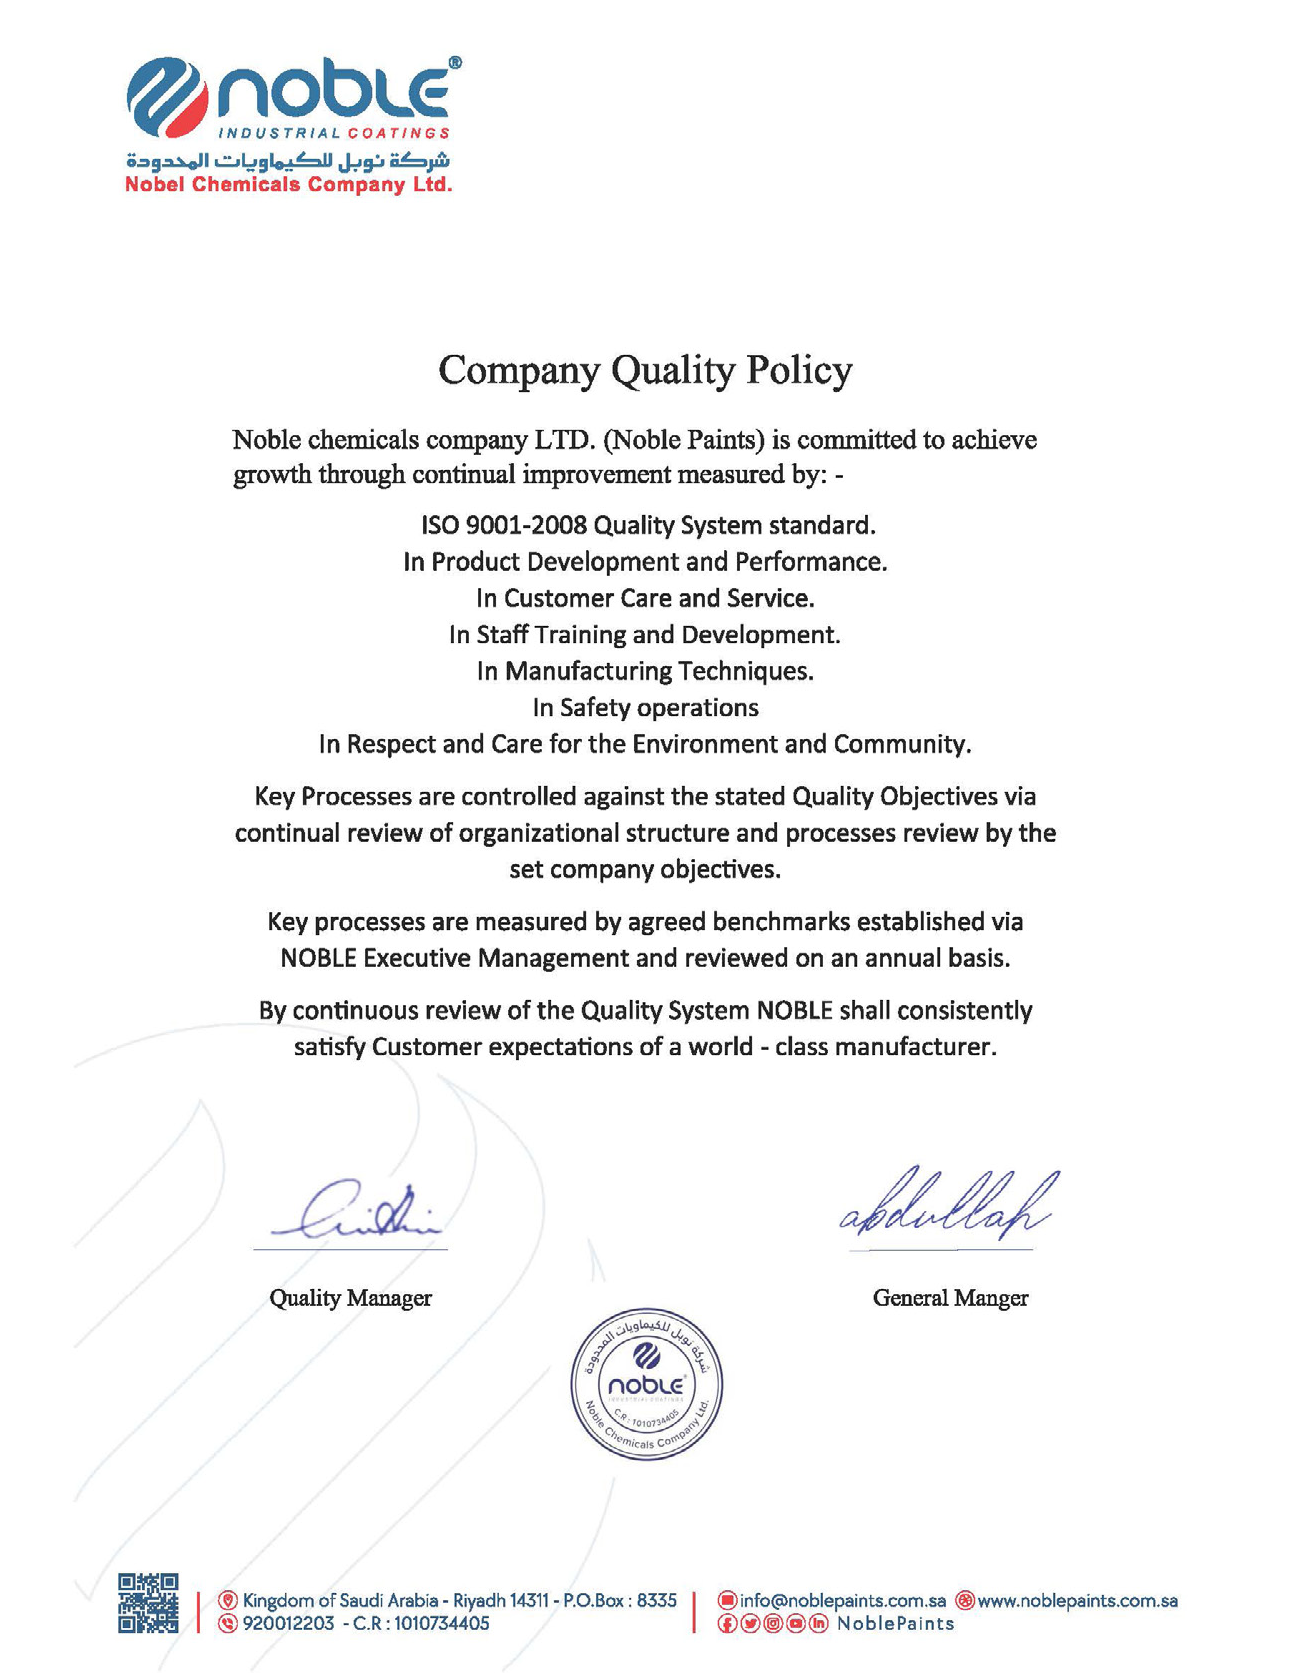 noble®
INDUSTRIAL COATINGS
شركة نوبل للكيماويات المحدودة
Nobel Chemicals Company Ltd.
Company Quality Policy
Noble chemicals company LTD. (Noble Paints) is committed to achieve
growth through continual improvement measured by: -
ISO 9001-2008 Quality System standard.
In Product Development and Performance.
In Customer Care and Service.
In Staff Training and Development.
In Manufacturing Techniques.
In Safety operations
In Respect and Care for the Environment and Community.
Key Processes are controlled against the stated Quality Objectives via
continual review of organizational structure and processes review by the
set company objectives.
Key processes are measured by agreed benchmarks established via
NOBLE Executive Management and reviewed on an annual basis.
By continuous review of the Quality System NOBLE shall consistently
satisfy Customer expectations of a world - class manufacturer.
abdullah
Quality Manager
General Manger
شركة نوبل للكيماويات المحدودة
noble
INDUSTRIAL COATINGS
C.R : 1010734405
Noble Chemicals Company Ltd.
Kingdom of Saudi Arabia - Riyadh 14311 - P.O.Box : 8335
920012203 - C.R : 1010734405
info@noblepaints.com.sa www.noblepaints.com.sa
NoblePaints